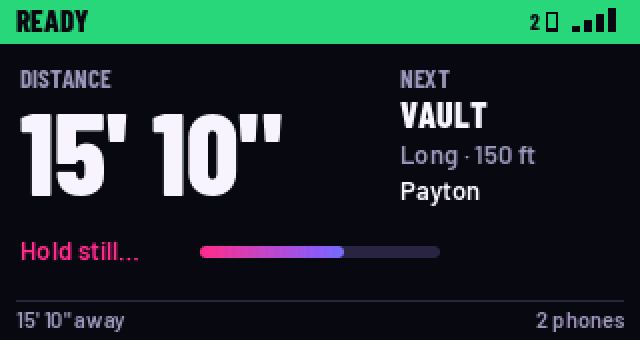 READY
2
DISTANCE
15' 10"
NEXT
VAULT
Long · 150 ft
Payton
Hold still...
15' 10" away
2 phones